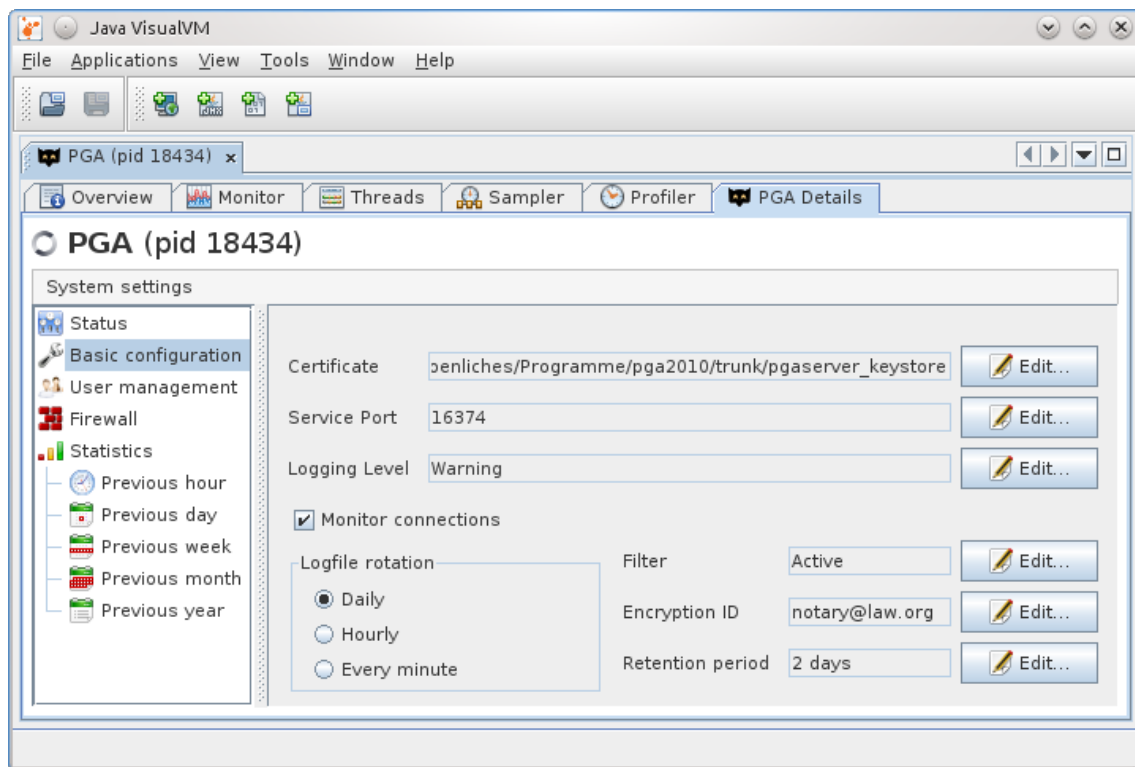 Java VisualVM
File Applications View Tools Window Help
PGA (pid 18434) x
Overview Monitor Threads Sampler Profiler PGA Details
PGA (pid 18434)
System settings
Status
Basic configuration
User management
Firewall
Statistics
Previous hour
Previous day
Previous week
Previous month
Previous year
Certificate penliches/Programme/pga2010/trunk/pgaserver_keystore Edit...
Service Port 16374 Edit...
Logging Level Warning Edit...
Monitor connections
Logfile rotation
Daily
Hourly
Every minute
Filter Active Edit...
Encryption ID notary@law.org Edit...
Retention period 2 days Edit...